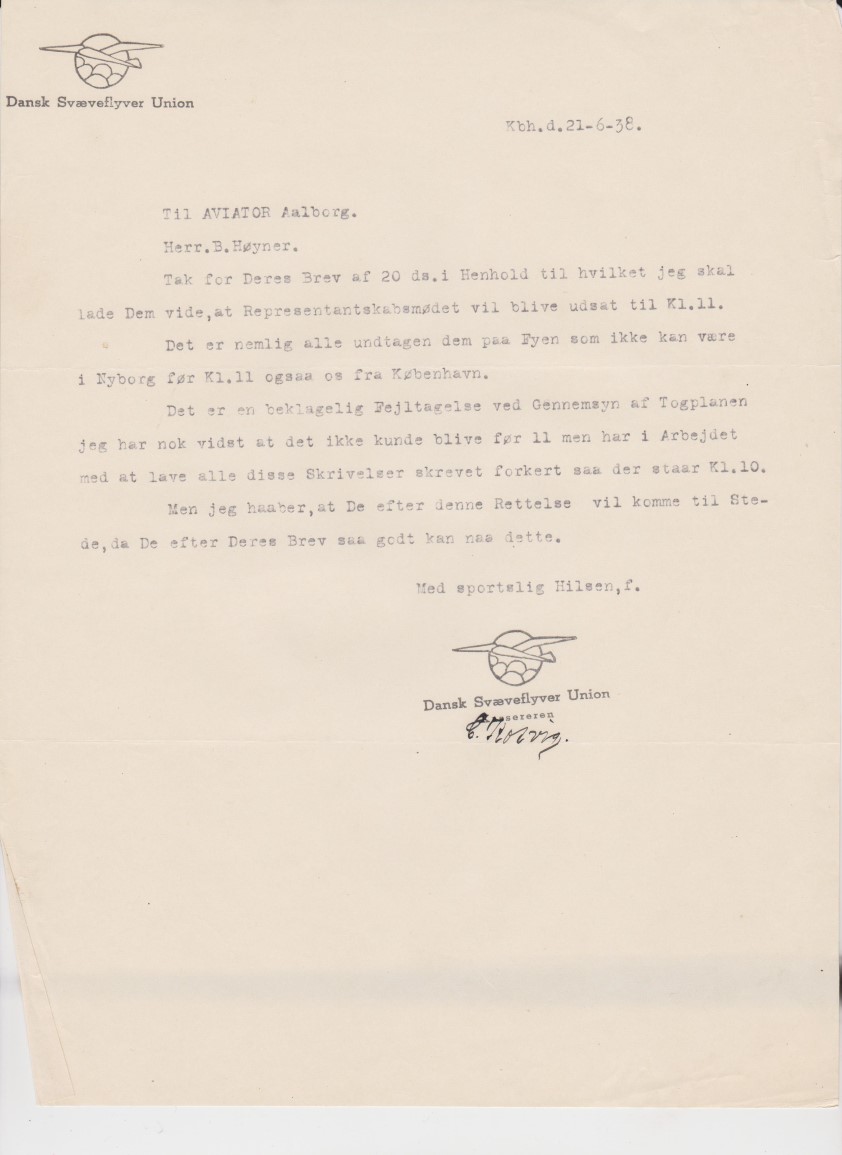 Dansk Svæveflyver Union
Kbh.d.21-6-38.
Til AVIATOR Aalborg.
Herr.B.Høyner.
Tak for Deres Brev af 20 ds.i Henhold til hvilket jeg skal
lade Dem vide,at Representantskabsmødet vil blive udsat til Kl.11.
Det er nemlig alle undtagen dem paa Fyen som ikke kan være
i Nyborg før Kl.11 ogsaa os fra København.
Det er en beklagelig Fejltagelse ved Gennemsyn af Togplanen
jeg har nok vidst at det ikke kunde blive før 11 men har i Arbejdet
med at lave alle disse Skrivelser skrevet forkert saa der staar Kl.10.
Men jeg haaber,at De efter denne Rettelse vil komme til Ste-
de,da De efter Deres Brev saa godt kan naa dette.
Med sportslig Hilsen,f.
Dansk Svæveflyver Union